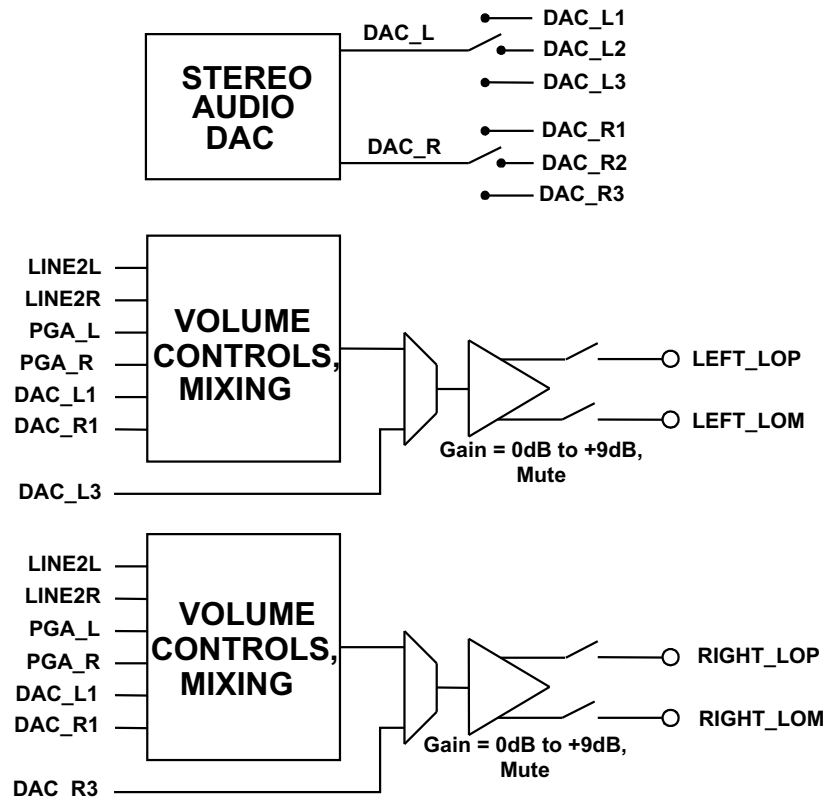 DAC_L1
DAC_L
DAC_L2
STEREO
AUDIO
DAC
DAC_L3
DAC_R1
DAC_R
DAC_R2
DAC_R3
LINE2L
LINE2R
PGA_L
PGA_R
DAC_L1
DAC_R1
VOLUME
CONTROLS,
MIXING
LEFT_LOP
LEFT_LOM
Gain = 0dB to +9dB,
Mute
DAC_L3
LINE2L
LINE2R
PGA_L
PGA_R
DAC_L1
DAC_R1
VOLUME
CONTROLS,
MIXING
RIGHT_LOP
RIGHT_LOM
Gain = 0dB to +9dB,
Mute
DAC_R3